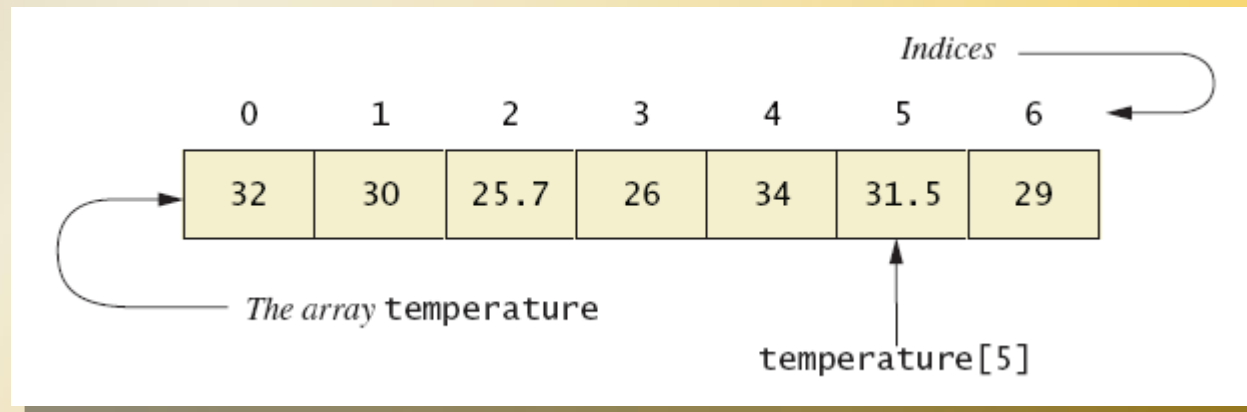 Indices
0 1 2 3 4 5 6
32 30 25.7 26 34 31.5 29
The array temperature
temperature[5]